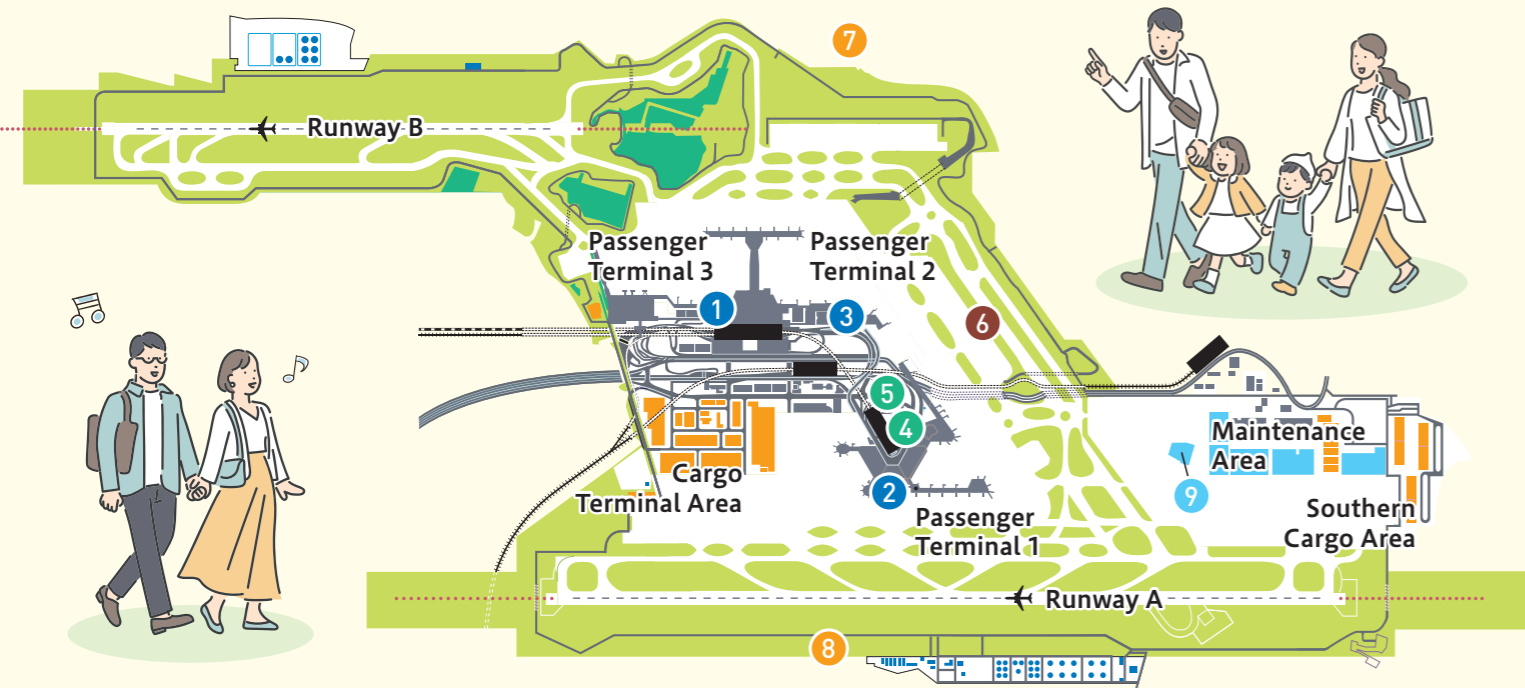 7
Runway B
Passenger
Terminal 3
Passenger
Terminal 2
1
3
6
5
4
Maintenance
Area
Cargo
Terminal Area
2
9
Passenger
Terminal 1
Southern
Cargo Area
Runway A
8